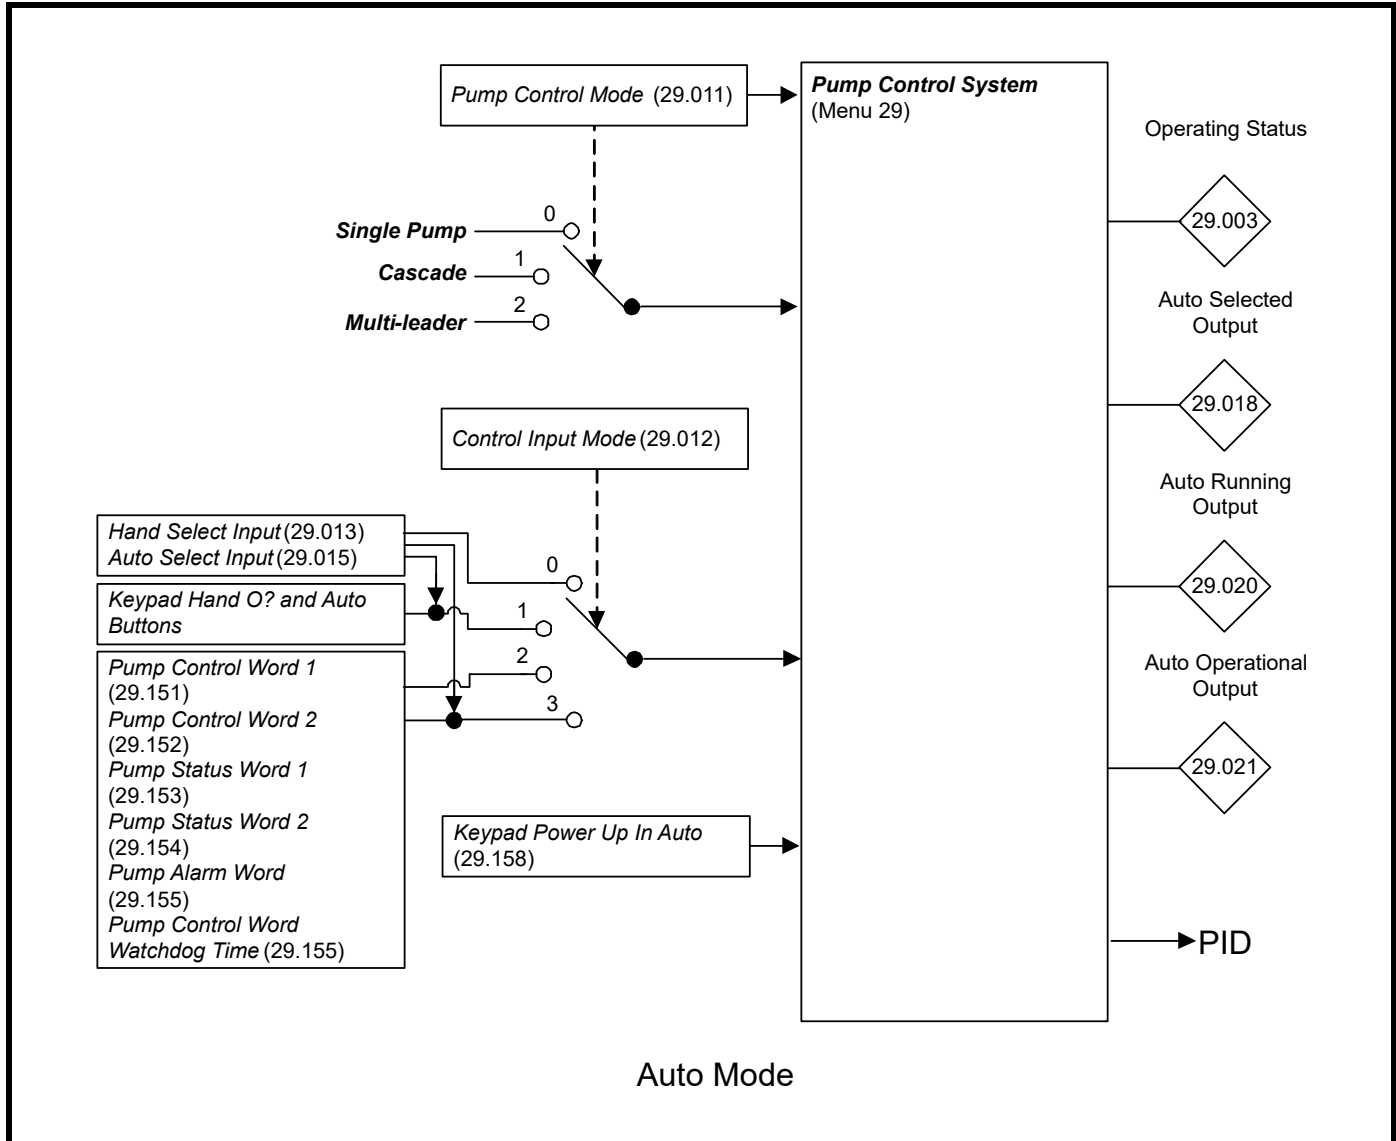 Pump Control Mode (29.011)
Pump Control System
(Menu 29)
Operating Status
29.003
Single Pump
0
Cascade
1
Multi-leader
2
Auto Selected
Output
29.018
Control Input Mode (29.012)
Auto Running
Output
29.020
Hand Select Input (29.013)
Auto Select Input (29.015)
Keypad Hand O? and Auto
Buttons
0
1
2
3
Pump Control Word 1
(29.151)
Pump Control Word 2
(29.152)
Pump Status Word 1
(29.153)
Pump Status Word 2
(29.154)
Pump Alarm Word
(29.155)
Pump Control Word
Watchdog Time (29.155)
Auto Operational
Output
29.021
Keypad Power Up In Auto
(29.158)
PID
Auto Mode